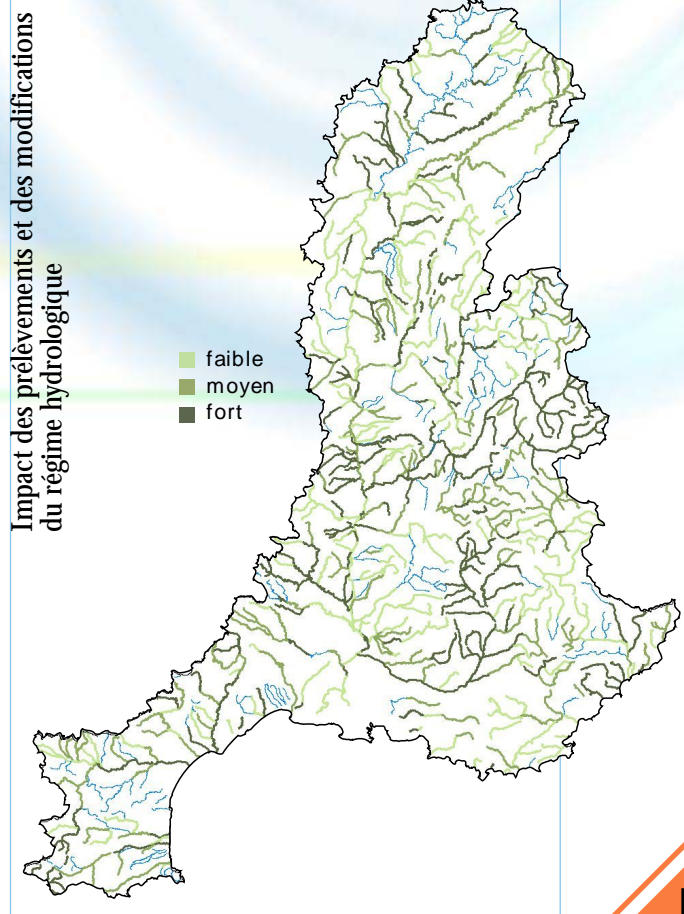 Impact des prélèvements et des modifications
du régime hydrologique
faible
moyen
fort